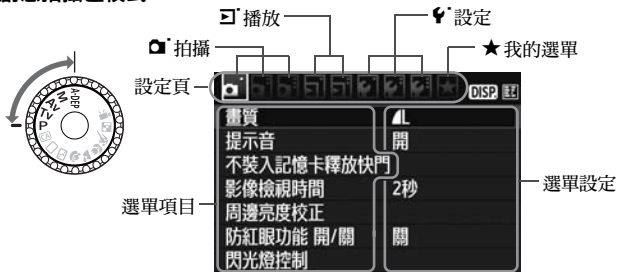 播放
設定
拍攝
★我的選單
設定頁
DISP.
畫質
L
提示音
開
不裝入記憶卡釋放快門
影像檢視時間
2秒
周邊亮度校正
防紅眼功能 開/關
關
閃光燈控制
選單項目
選單設定
A-DEP
M
Av
Tv
P